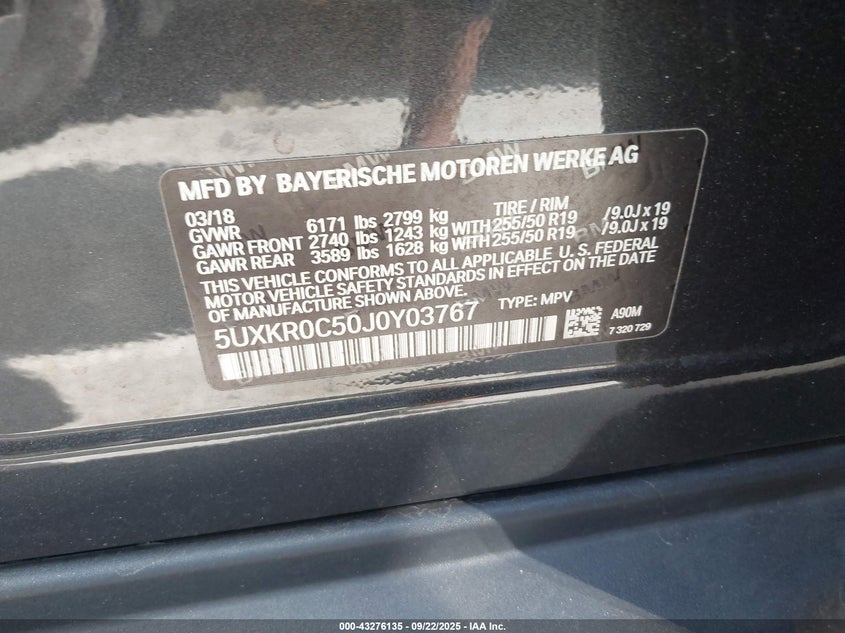 MFD BY BAYERISCHE MOTOREN WERKE AG
03/18 TIRE / RIM
GVWR 6171 lbs 2799 kg
GAWR FRONT 2740 lbs 1243 kg WITH 255/50 R19 /9.0J x 19
GAWR REAR 3589 lbs 1628 kg WITH 255/50 R19 /9.0J x 19
THIS VEHICLE CONFORMS TO ALL APPLICABLE U.S. FEDERAL
MOTOR VEHICLE SAFETY STANDARDS IN EFFECT ON THE DATE
OF MANUFACTURE SHOWN ABOVE.
5UXKR0C50J0Y03767 TYPE: MPV
A90M
7 320 729
000-43276135 - 09/22/2025 - IAA Inc.